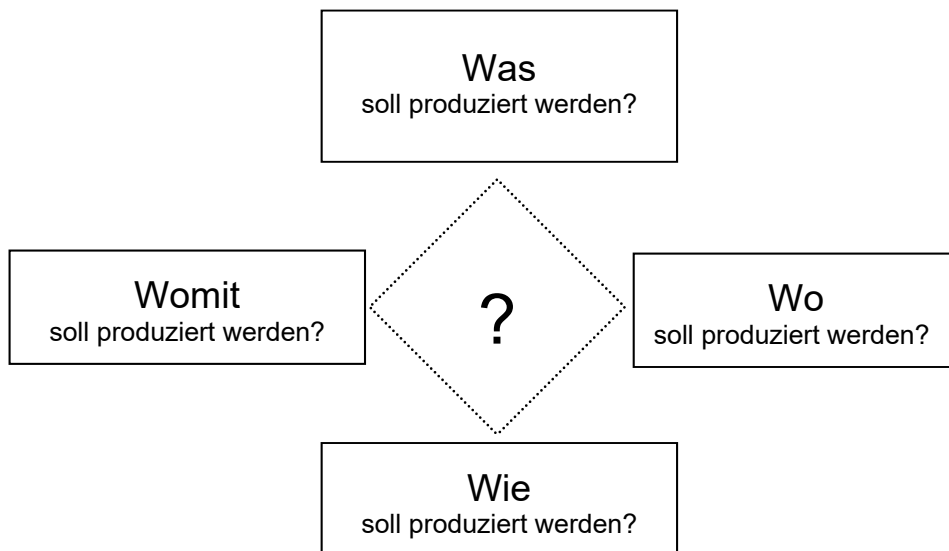 Was
soll produziert werden?
Womit
soll produziert werden?
?
Wo
soll produziert werden?
Wie
soll produziert werden?